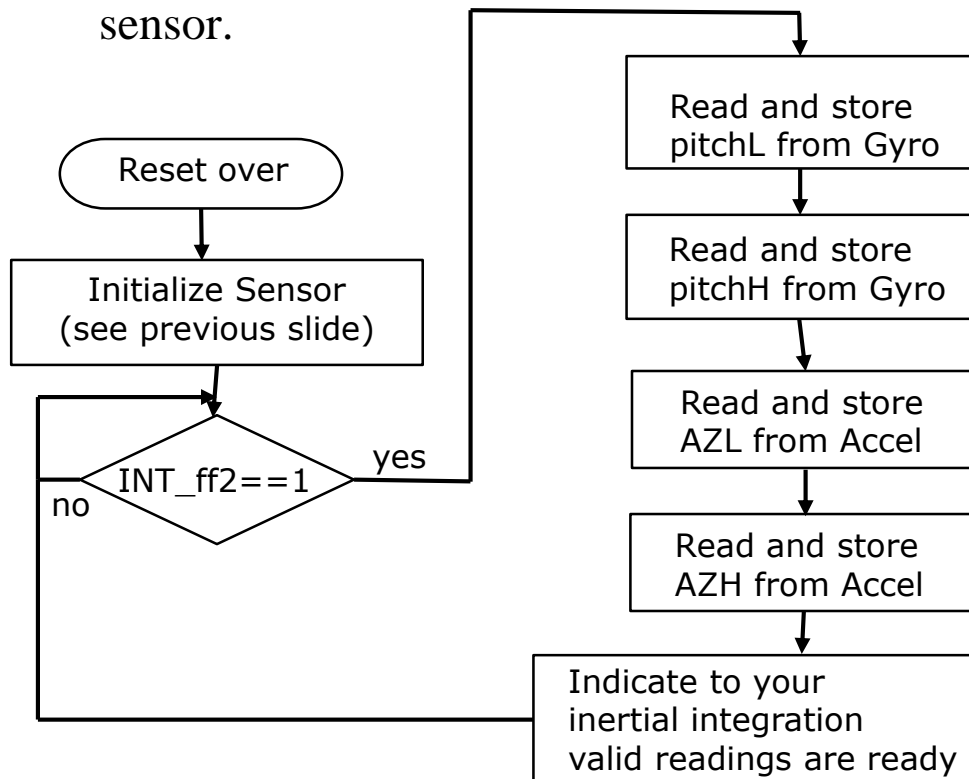 sensor.
Reset over
Initialize Sensor
(see previous slide)
INT_ff2==1
yes
no
Read and store
pitchL from Gyro
Read and store
pitchH from Gyro
Read and store
AZL from Accel
Read and store
AZH from Accel
Indicate to your
inertial integration
valid readings are ready